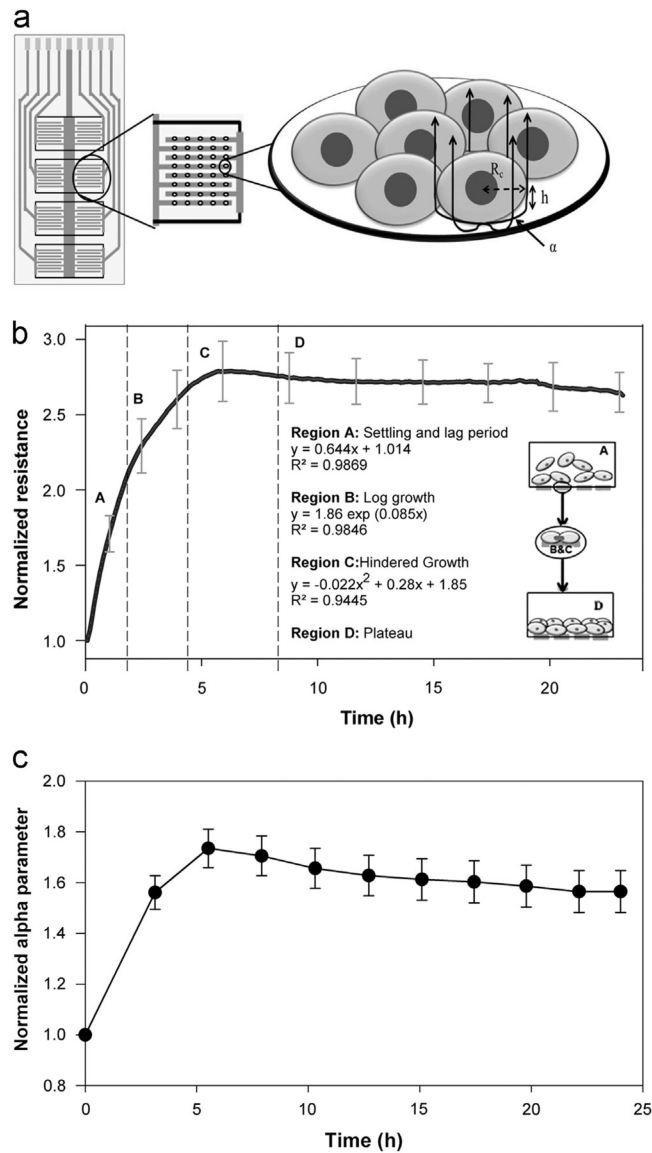 a
R_c
h
α
b
Normalized resistance
3.0
2.5
2.0
1.5
1.0
A
B
C
D
Region A: Settling and lag period
y = 0.644x + 1.014
R² = 0.9869
Region B: Log growth
y = 1.86 exp (0.085x)
R² = 0.9846
Region C:Hindered Growth
y = -0.022x² + 0.28x + 1.85
R² = 0.9445
Region D: Plateau
A
B&C
D
0 5 10 15 20
Time (h)
c
Normalized alpha parameter
2.0
1.8
1.6
1.4
1.2
1.0
0.8
0 5 10 15 20 25
Time (h)